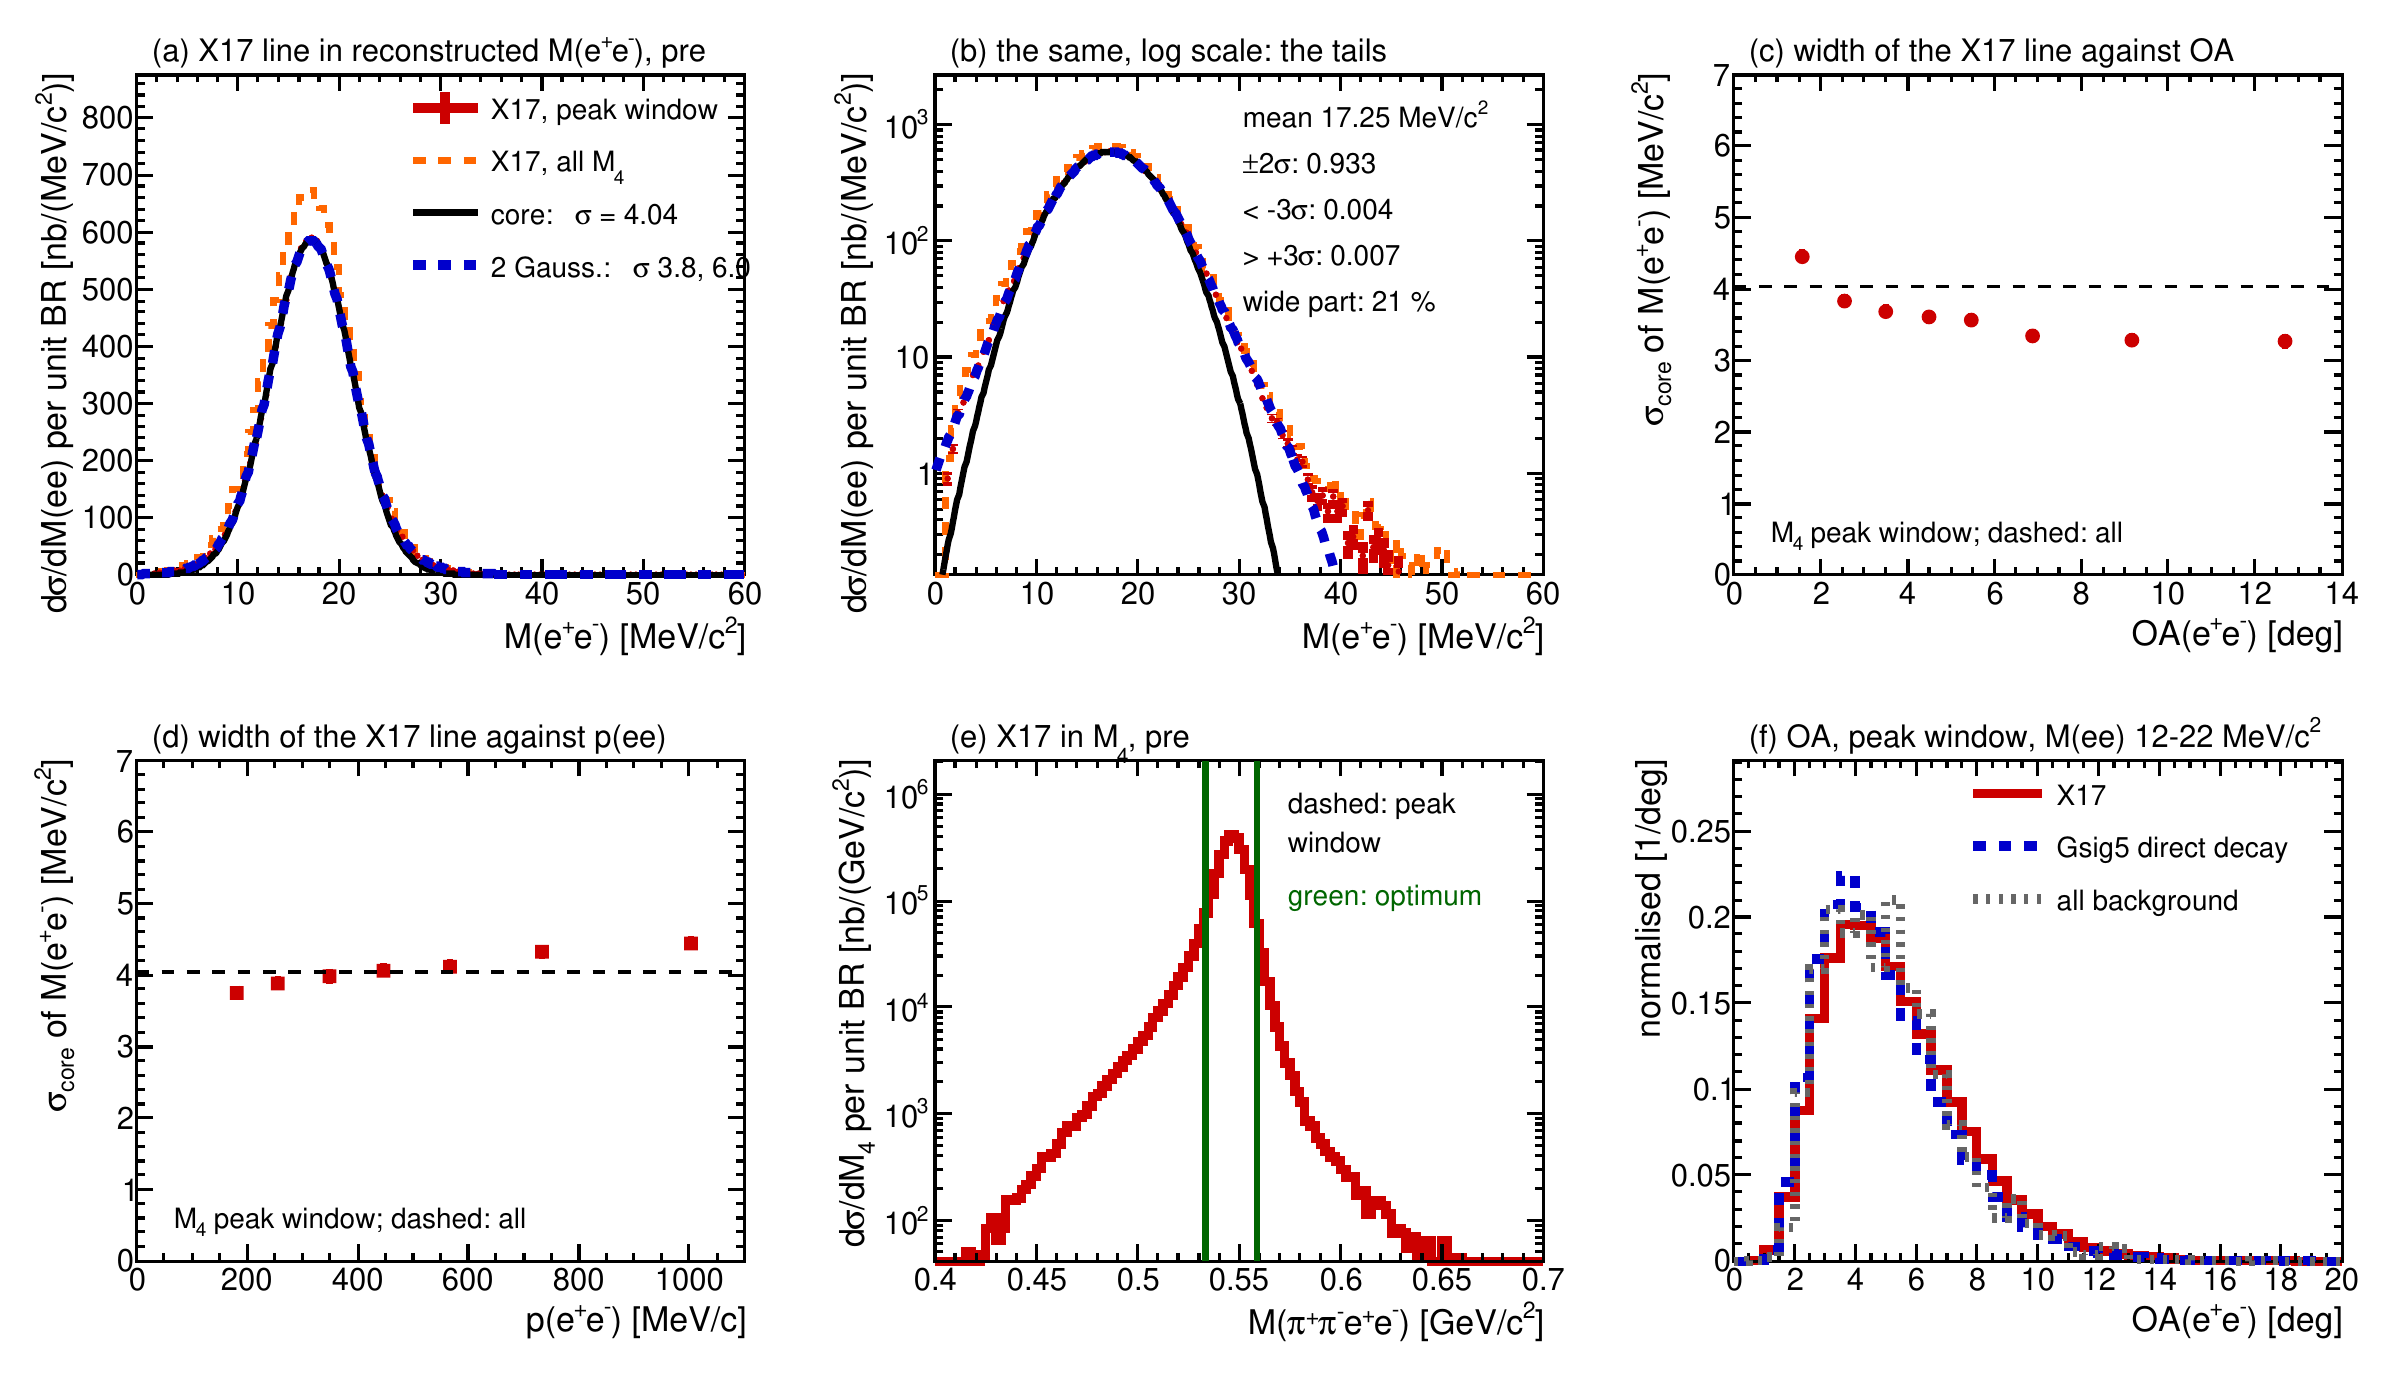 (a) X17 line in reconstructed M(e⁺e⁻), pre
dσ/dM(ee) per unit BR [nb/(MeV/c²)]
800
700
600
500
400
300
200
100
0
X17, peak window
X17, all M₄
core: σ = 4.04
2 Gauss.: σ 3.8, 6.0
0 10 20 30 40 50 60
M(e⁺e⁻) [MeV/c²]
(b) the same, log scale: the tails
dσ/dM(ee) per unit BR [nb/(MeV/c²)]
10³
10²
10
1
mean 17.25 MeV/c²
±2σ: 0.933
< -3σ: 0.004
> +3σ: 0.007
wide part: 21 %
0 10 20 30 40 50 60
M(e⁺e⁻) [MeV/c²]
(c) width of the X17 line against OA
σcore of M(e⁺e⁻) [MeV/c²]
7
6
5
4
3
2
1
0
M₄ peak window; dashed: all
0 2 4 6 8 10 12 14
OA(e⁺e⁻) [deg]
(d) width of the X17 line against p(ee)
σcore of M(e⁺e⁻) [MeV/c²]
7
6
5
4
3
2
1
0
M₄ peak window; dashed: all
0 200 400 600 800 1000
p(e⁺e⁻) [MeV/c]
(e) X17 in M₄, pre
dσ/dM₄ per unit BR [nb/(GeV/c²)]
10⁶
10⁵
10⁴
10³
10²
dashed: peak
window
green: optimum
0.4 0.45 0.5 0.55 0.6 0.65 0.7
M(π⁺π⁻e⁺e⁻) [GeV/c²]
(f) OA, peak window, M(ee) 12-22 MeV/c²
normalised [1/deg]
0.25
0.2
0.15
0.1
0.05
0
X17
Gsig5 direct decay
all background
0 2 4 6 8 10 12 14 16 18 20
OA(e⁺e⁻) [deg]